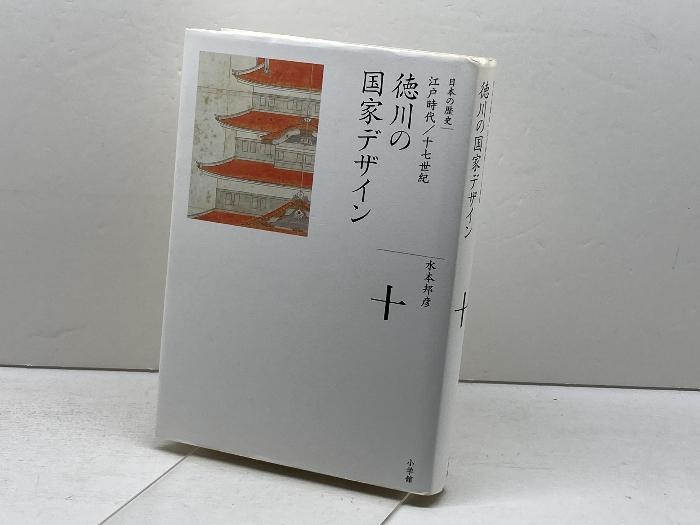 日本の歴史
江戸時代/十七世紀
徳川の
国家デザイン
水本邦彦
十
小学館
徳川の国家デザイン
十